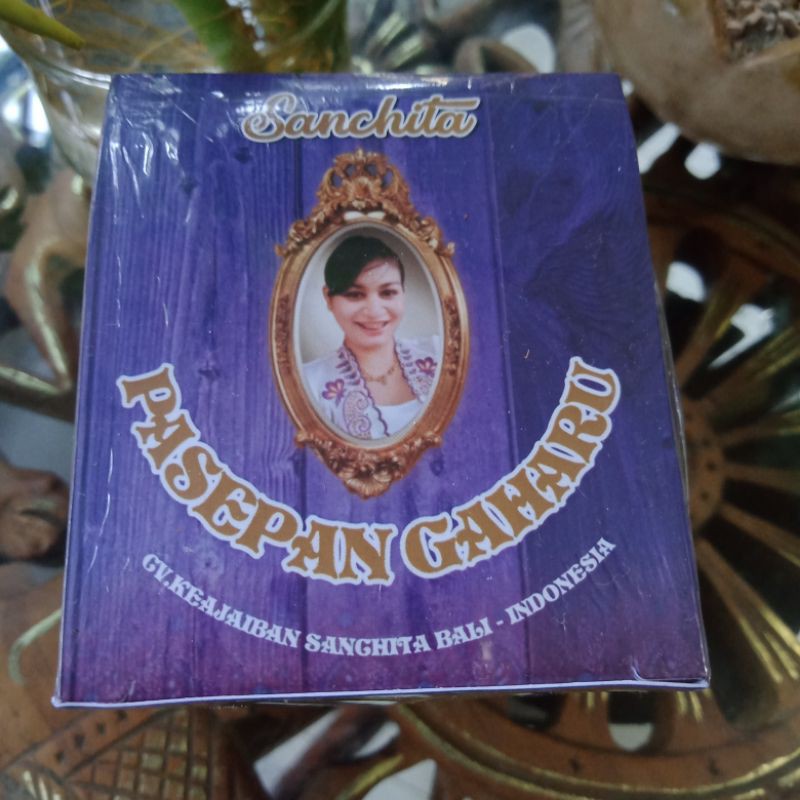 Sanchita
PASEPAN GAHARU
CV.KEAJAIBAN SANCHITA BALI - INDONESIA